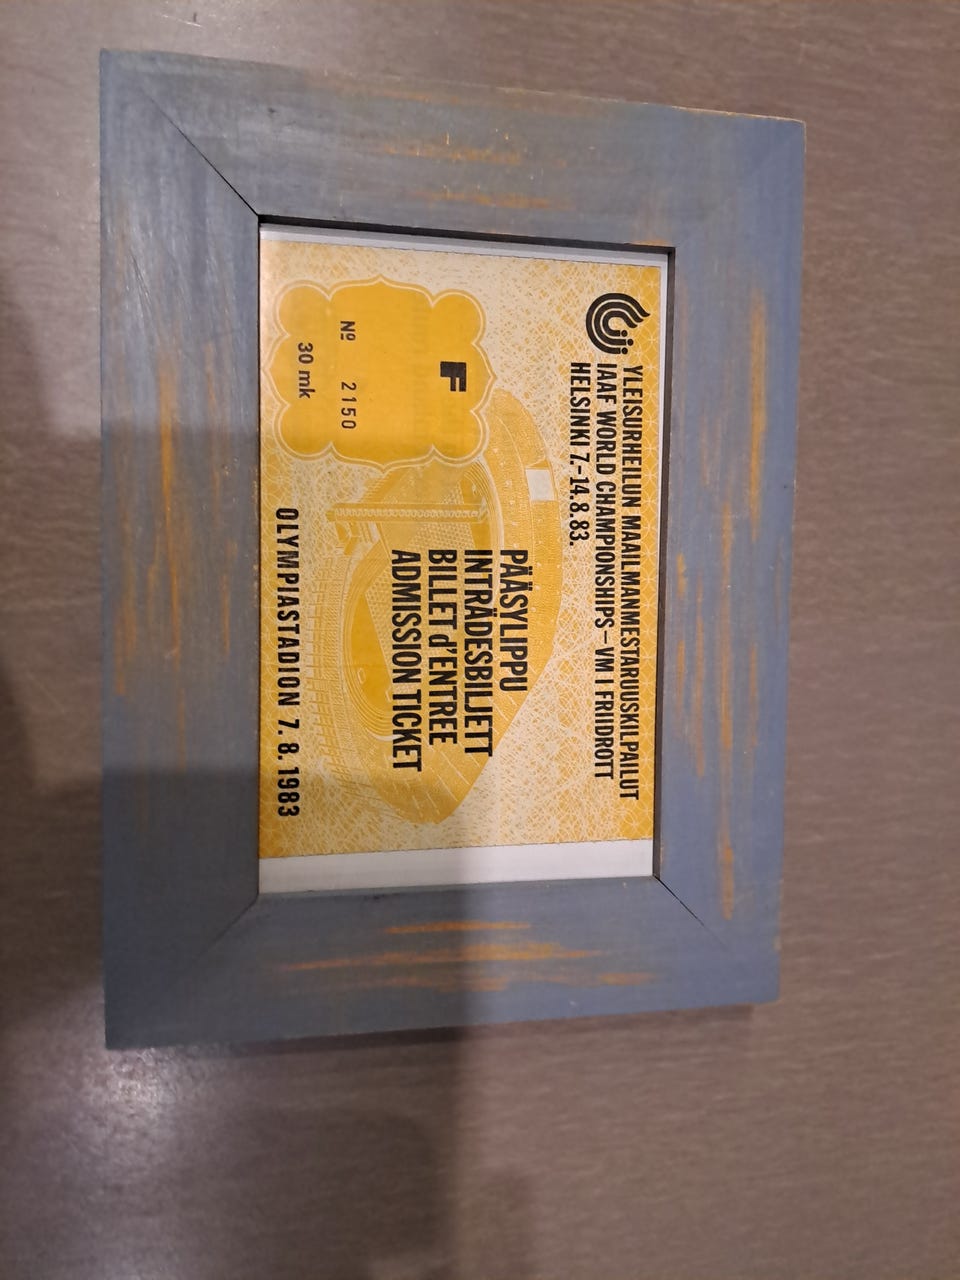 YLEISURHEILUN MAAILMANMESTARUUSKILPAILUT
IAAF WORLD CHAMPIONSHIPS–VM I FRIIDROTT
HELSINKI 7.–14.8.83.
F
Nº 2150
30 mk
PÄÄSYLIPPU
INTRÄDESBILJETT
BILLET d'ENTREE
ADMISSION TICKET
OLYMPIASTADION 7.8.1983